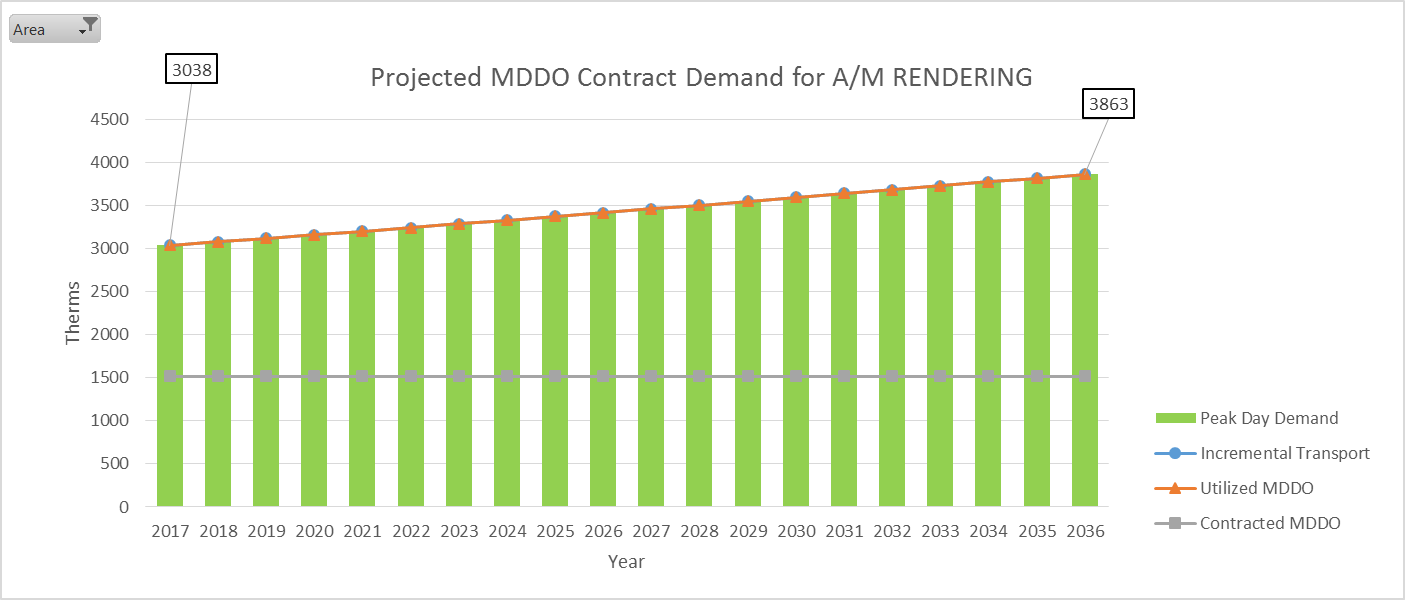 Area
3038
Projected MDDO Contract Demand for A/M RENDERING
3863
4500
4000
3500
3000
2500
2000
1500
1000
500
0
Therms
2017 2018 2019 2020 2021 2022 2023 2024 2025 2026 2027 2028 2029 2030 2031 2032 2033 2034 2035 2036
Year
Peak Day Demand
Incremental Transport
Utilized MDDO
Contracted MDDO